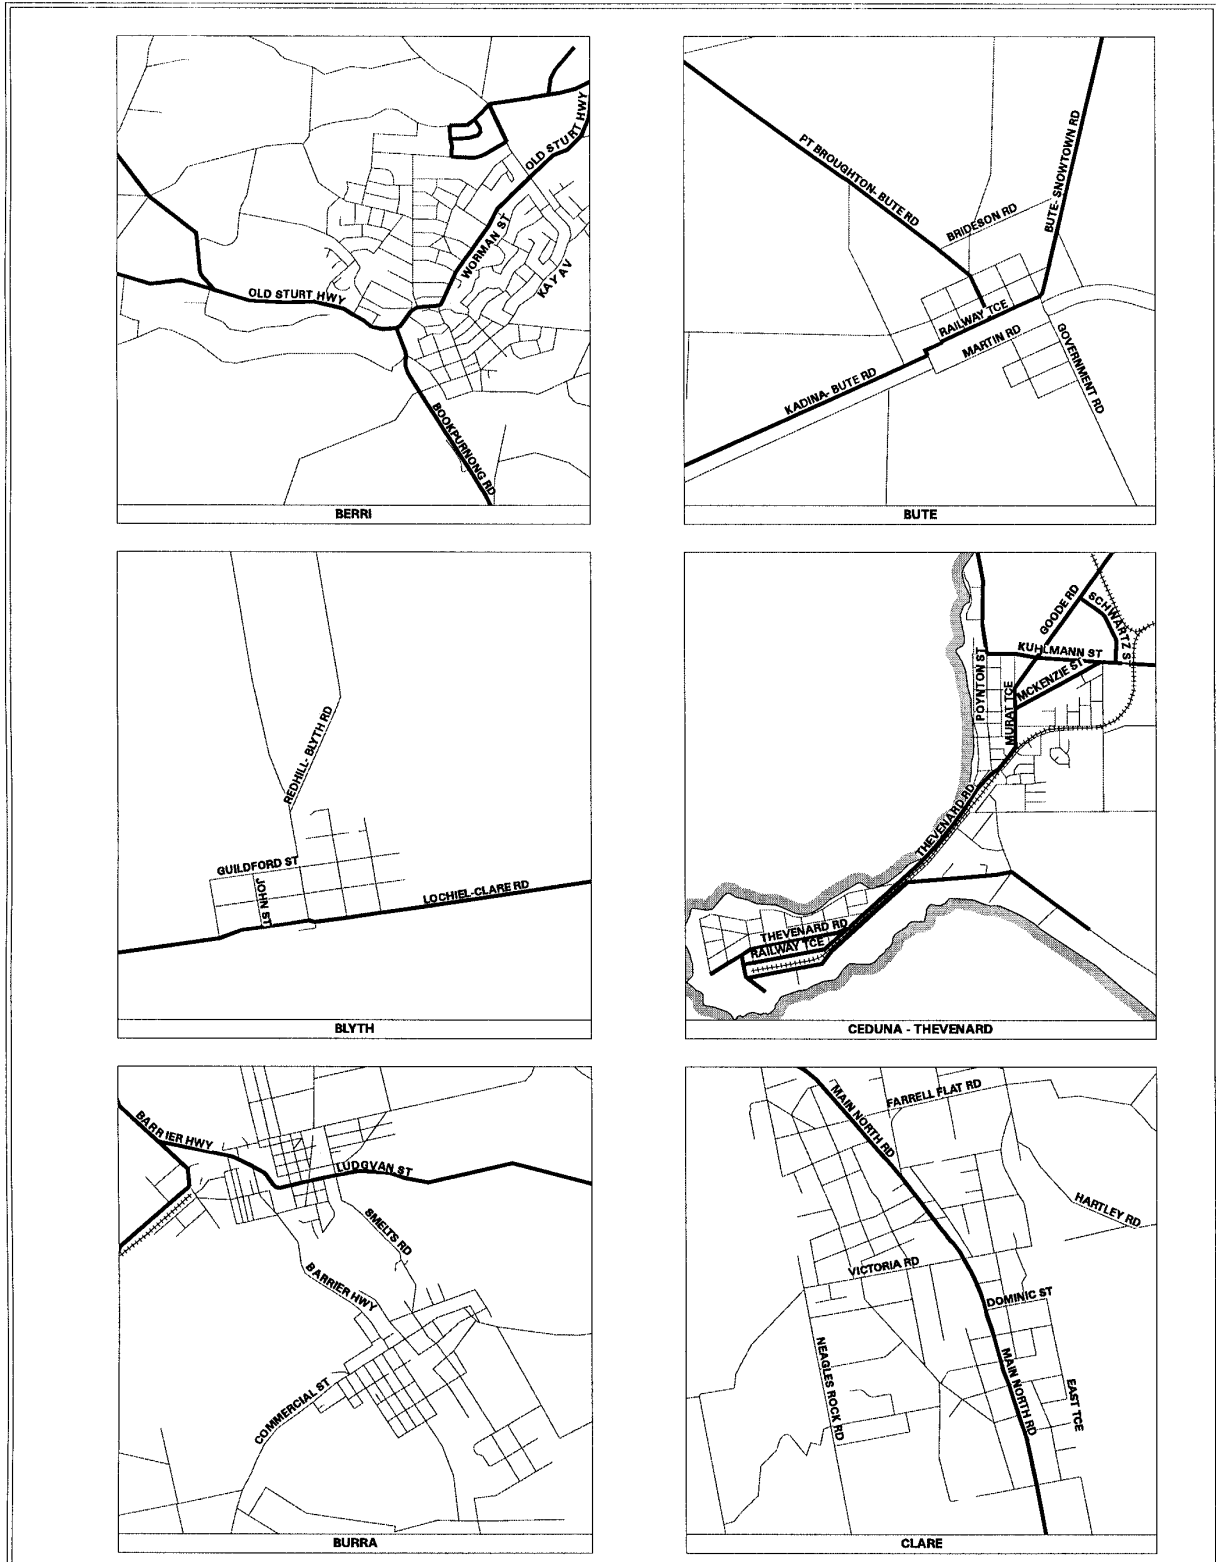 OLD STURT HWY
WORMAN ST
KAY AV
OLD STURT HWY
BOOKPURNONG RD
BERRI
PT BROUGHTON- BUTE RD
BUTE- SNOWTOWN RD
BRIDESON RD
RAILWAY TCE
MARTIN RD
GOVERNMENT RD
KADINA- BUTE RD
BUTE
REDHILL- BLYTH RD
GUILDFORD ST
JOHN ST
LOCHIEL-CLARE RD
BLYTH
GOODE RD
SCHWARTZ S
KUHLMANN ST
POYNTON ST
MCKENZIE ST
MURAT TCE
THEVENARD RD
THEVENARD RD
RAILWAY TCE
CEDUNA - THEVENARD
BARRIER HWY
LUDGVAN ST
SMELTS RD
BARRIER HWY
COMMERCIAL ST
BURRA
MAIN NORTH RD
FARRELL FLAT RD
HARTLEY RD
VICTORIA RD
DOMINIC ST
NEAGLES ROCK RD
MAIN NORTH RD
EAST TCE
CLARE